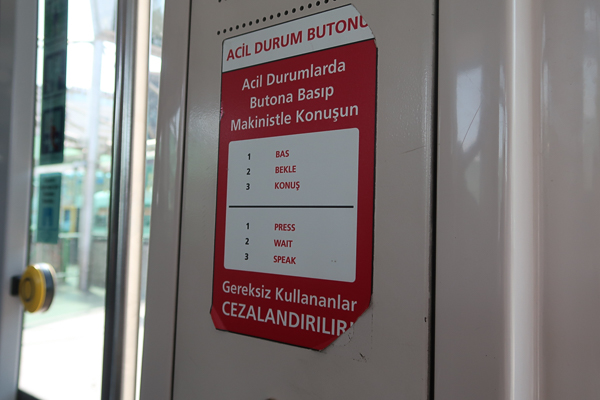 ACİL DURUM BUTONU
Acil Durumlarda
Butona Basıp
Makinistle Konuşun
1 BAS
2 BEKLE
3 KONUŞ
1 PRESS
2 WAIT
3 SPEAK
Gereksiz Kullananlar
CEZALANDIRILIR!